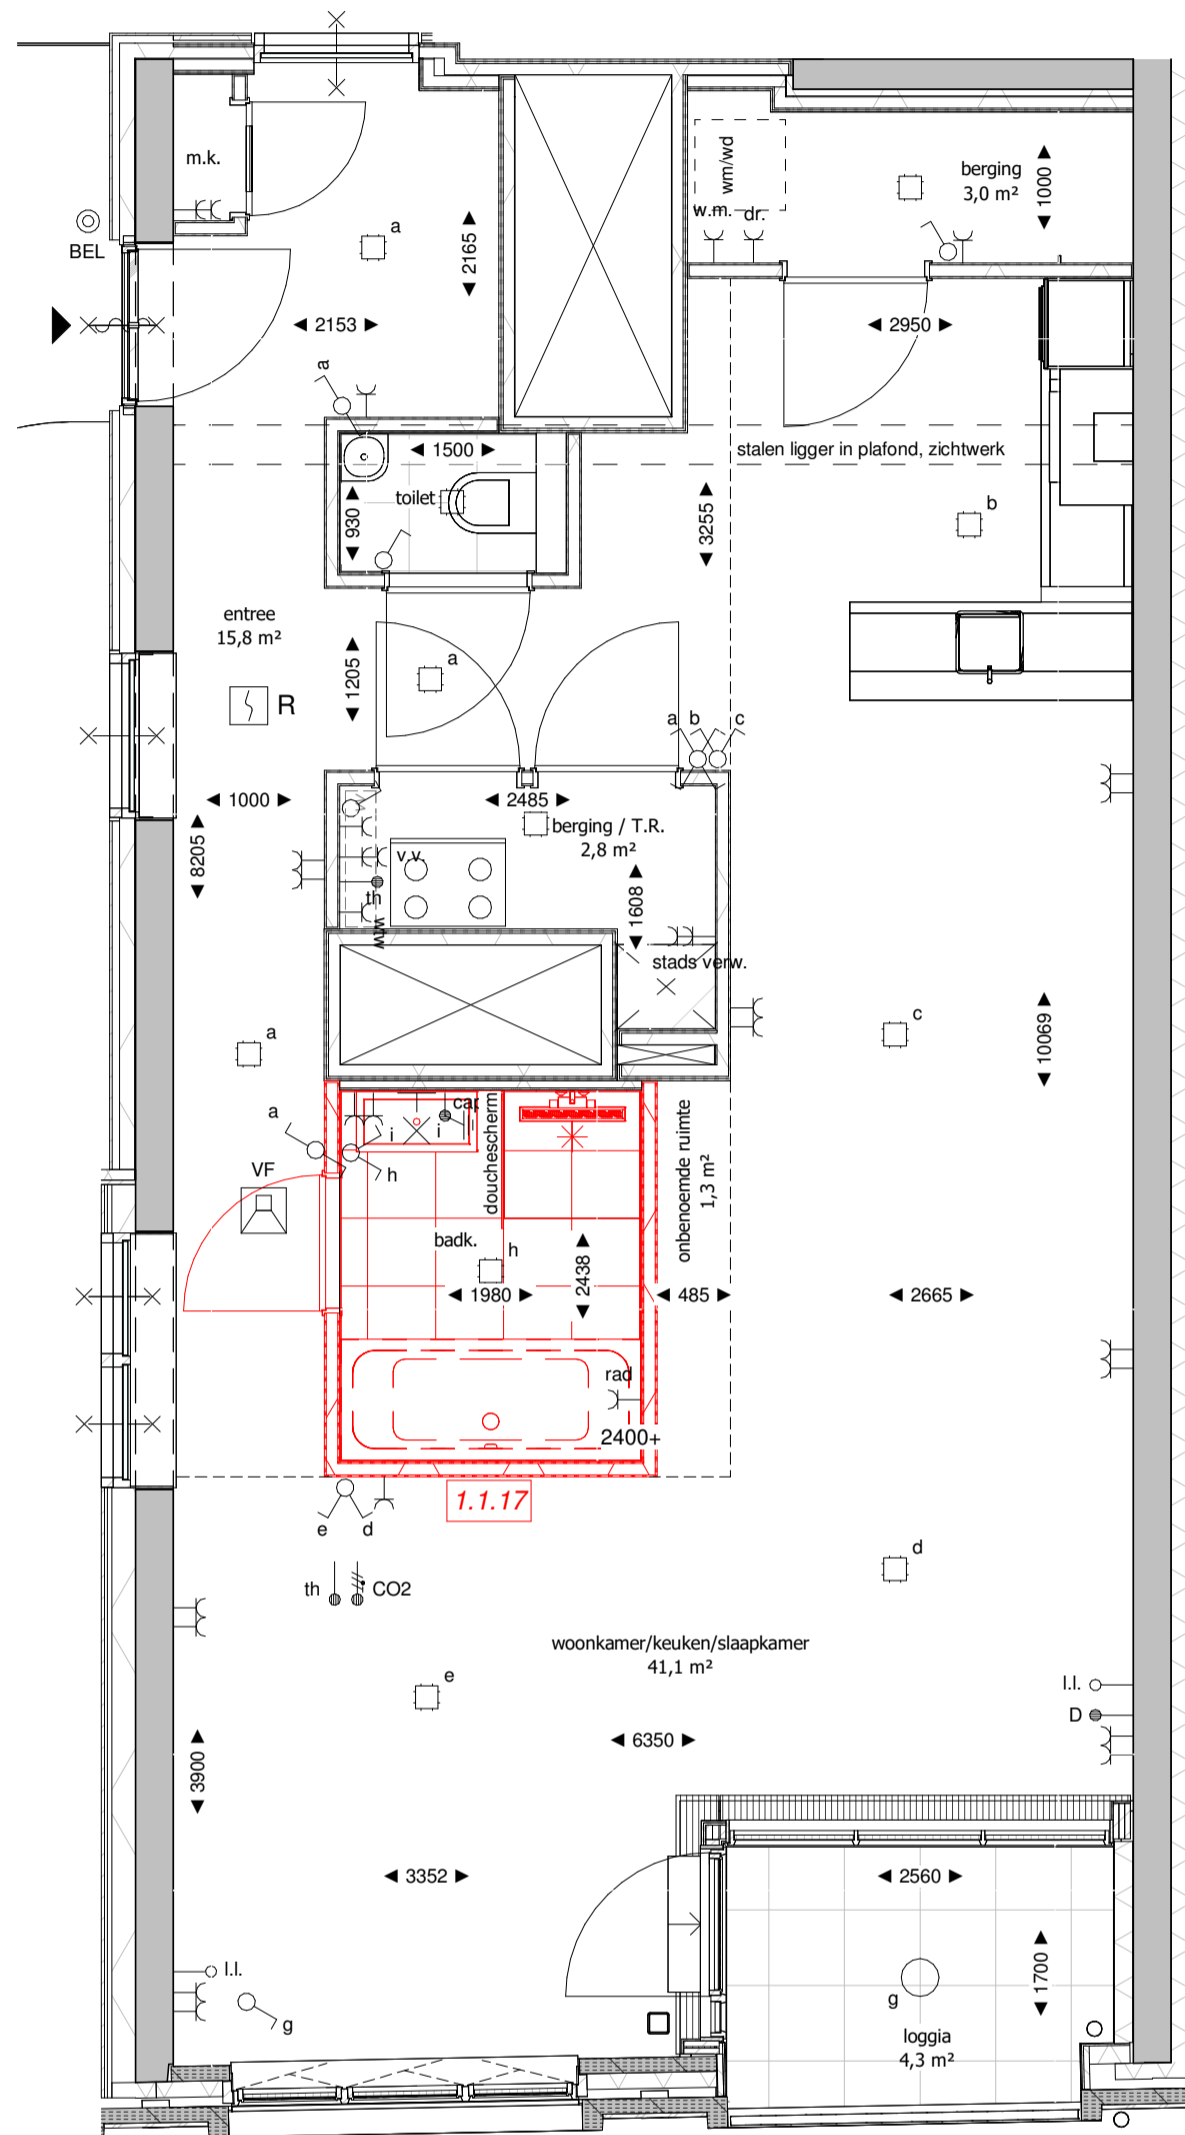 m.k.
BEL
a
2165
wm/wd
w.m.
dr.
berging
3,0 m²
1000
2153
2950
a
1500
toilet
930
stalen ligger in plafond, zichtwerk
3255
b
entree
15,8 m²
R
1205
a
a b c
1000
8205
2485
berging / T.R.
2,8 m²
v.v.
th
wtw
1608
stads verw.
a
c
10069
a
VF
i
i
h
douchescherm
onbenoemde ruimte
1,3 m²
badk.
h
1980
2438
485
2665
rad
2400+
1.1.17
e
d
th
CO2
d
woonkamer/keuken/slaapkamer
41,1 m²
e
l.l.
D
6350
3900
3352
2560
1700
l.l.
g
g
loggia
4,3 m²